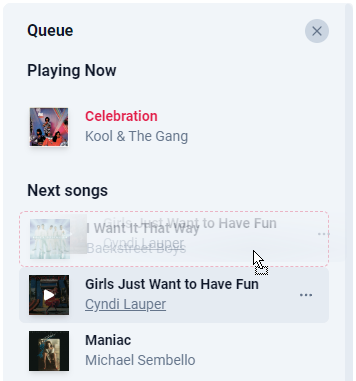 Queue
Playing Now
Celebration
Kool & The Gang
Next songs
Girls Just Want to Have Fun
I Want It That Way
Cyndi Lauper
Backstreet Boys
Girls Just Want to Have Fun
Cyndi Lauper
Maniac
Michael Sembello